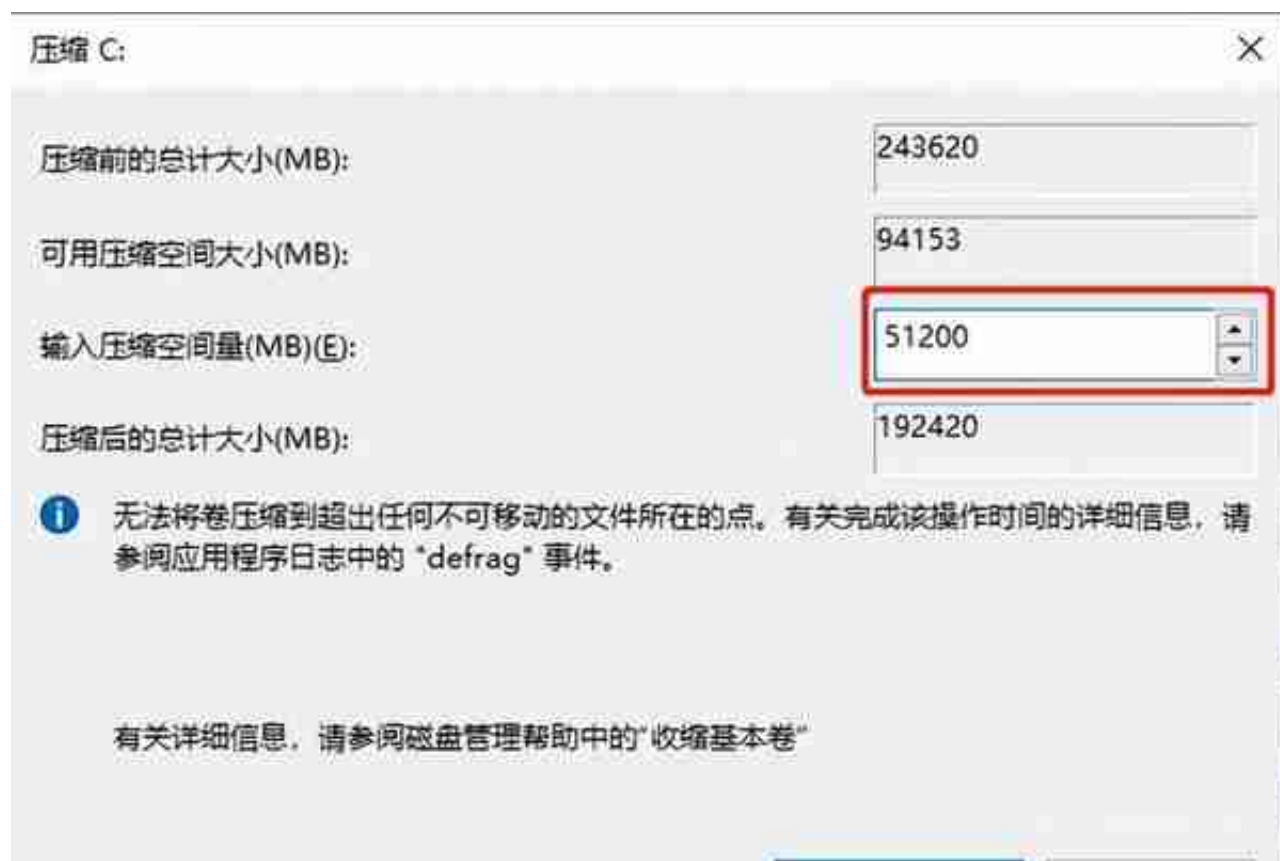 压缩 C:
压缩前的总计大小(MB): 243620
可用压缩空间大小(MB): 94153
输入压缩空间量(MB)(E): 51200
压缩后的总计大小(MB): 192420
无法将卷压缩到超出任何不可移动的文件所在的点。有关完成该操作时间的详细信息，请
参阅应用程序日志中的 "defrag" 事件。
有关详细信息，请参阅磁盘管理帮助中的"收缩基本卷"